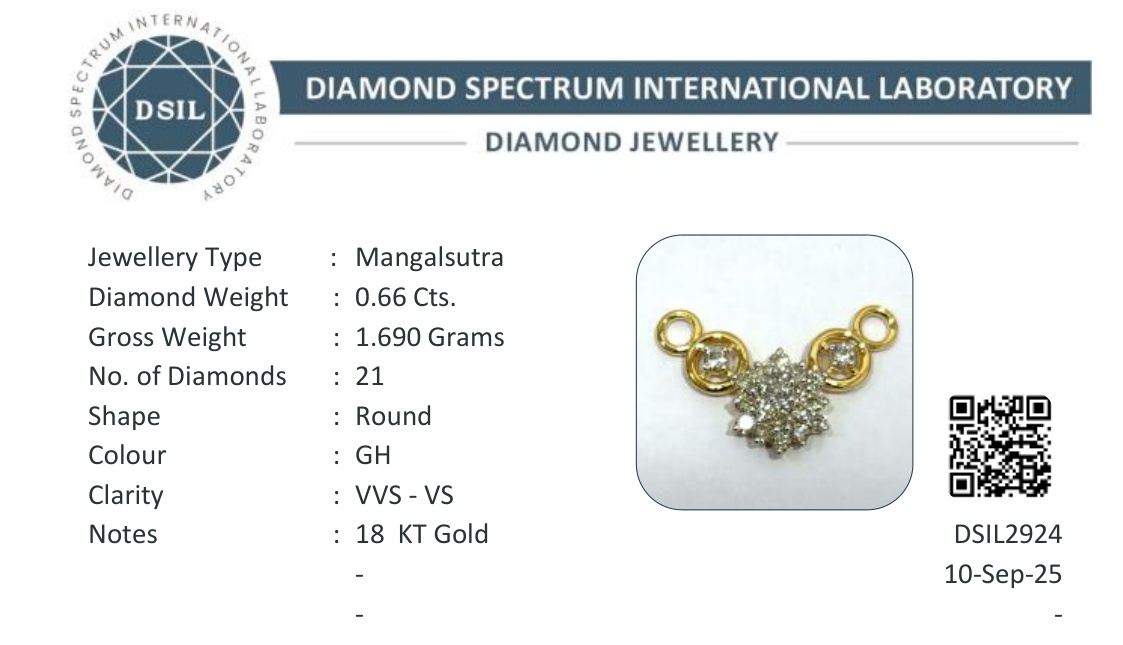 DIAMOND SPECTRUM INTERNATIONAL LABORATORY
DSIL
DIAMOND SPECTRUM INTERNATIONAL LABORATORY
DIAMOND JEWELLERY
Jewellery Type : Mangalsutra
Diamond Weight : 0.66 Cts.
Gross Weight : 1.690 Grams
No. of Diamonds : 21
Shape : Round
Colour : GH
Clarity : VVS - VS
Notes : 18 KT Gold
-
-
DSIL2924
10-Sep-25
-